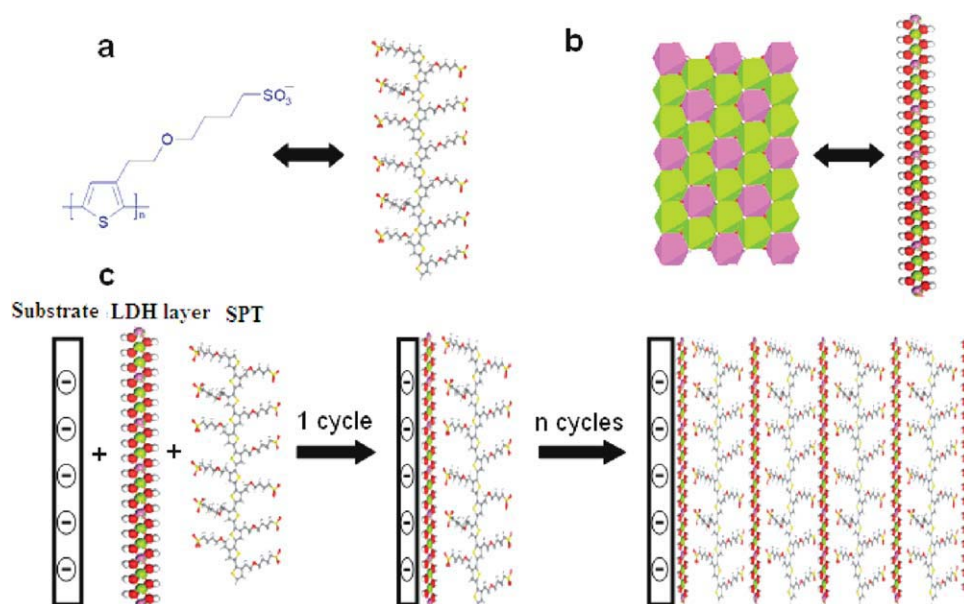 a
b
SO₃⁻
O
S
n
c
Substrate LDH layer SPT
+ +
1 cycle
n cycles